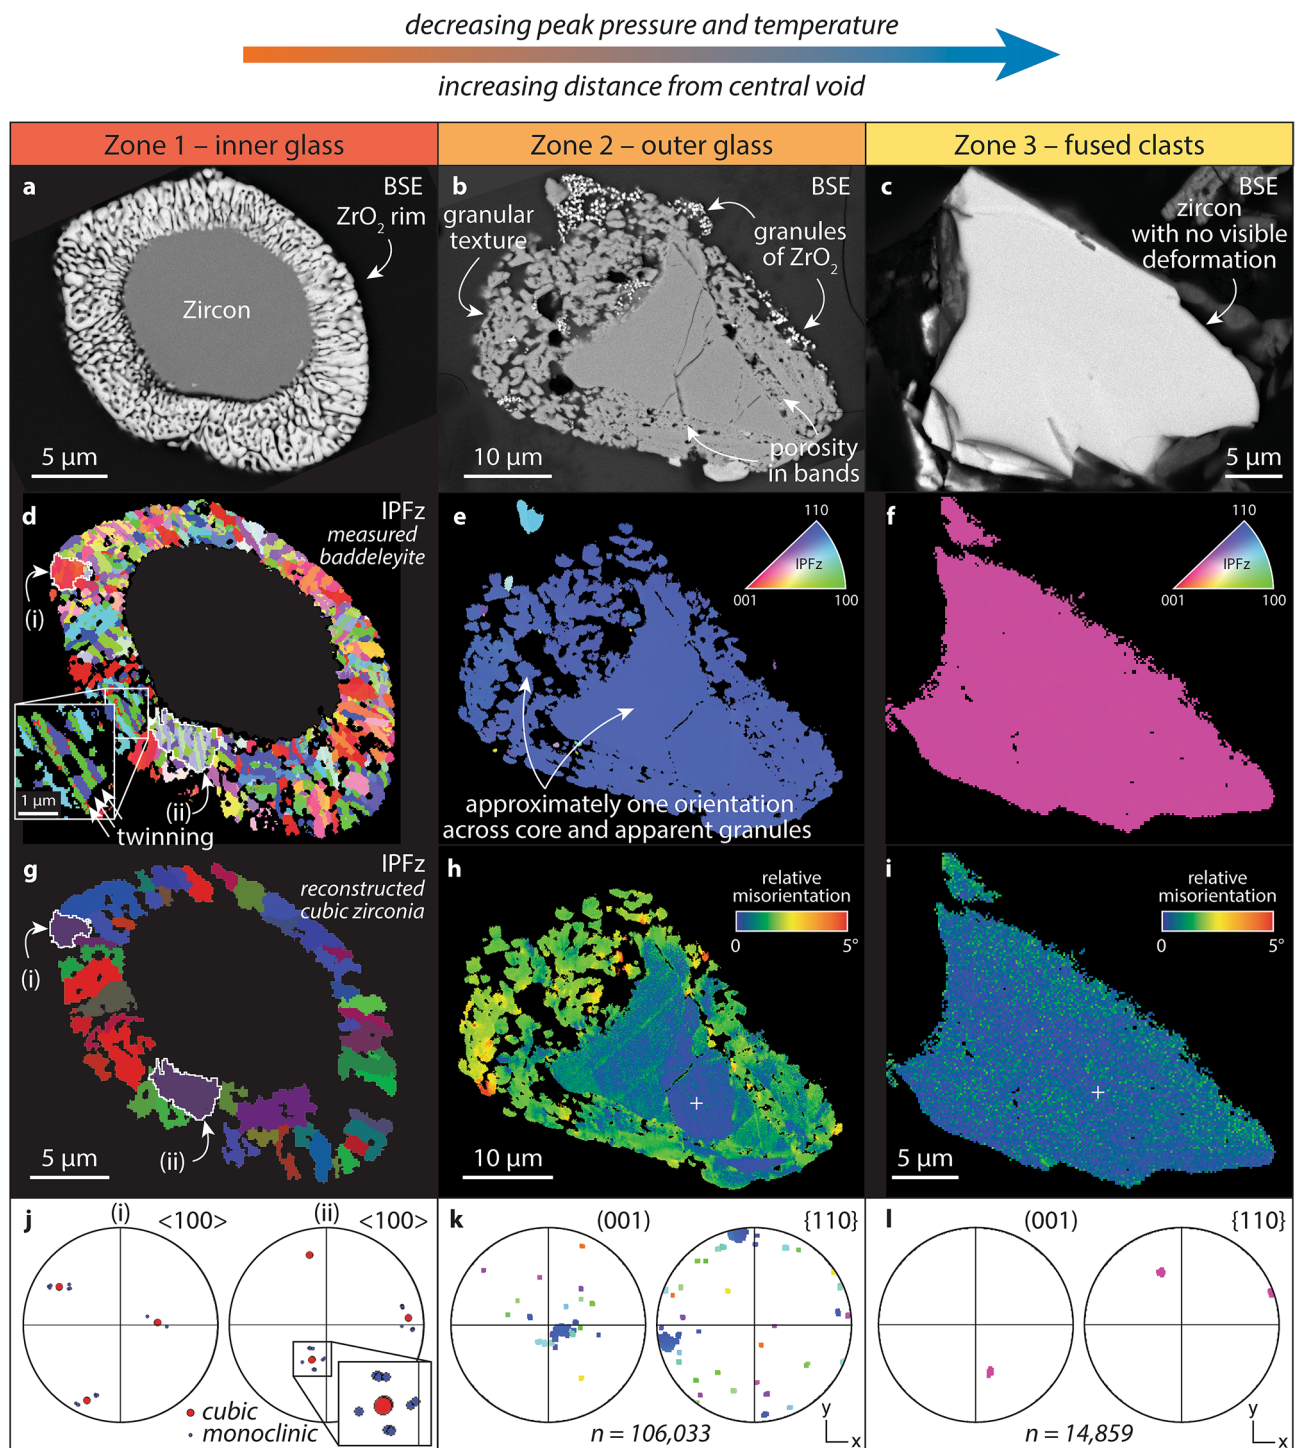 decreasing peak pressure and temperature
increasing distance from central void
Zone 1 – inner glass
Zone 2 – outer glass
Zone 3 – fused clasts
a
BSE
ZrO2 rim
Zircon
5 μm
b
BSE
granular
texture
granules
of ZrO2
porosity
in bands
10 μm
c
BSE
zircon
with no visible
deformation
5 μm
d
IPFz
measured
baddeleyite
(i)
1 μm
(ii)
twinning
e
110
IPFz
001
100
approximately one orientation
across core and apparent granules
f
110
IPFz
001
100
g
IPFz
reconstructed
cubic zirconia
(i)
(ii)
5 μm
h
relative
misorientation
0
5°
10 μm
i
relative
misorientation
0
5°
5 μm
j
(i)
<100>
(ii)
<100>
cubic
monoclinic
k
(001)
{110}
n = 106,033
y
x
l
(001)
{110}
n = 14,859
y
x